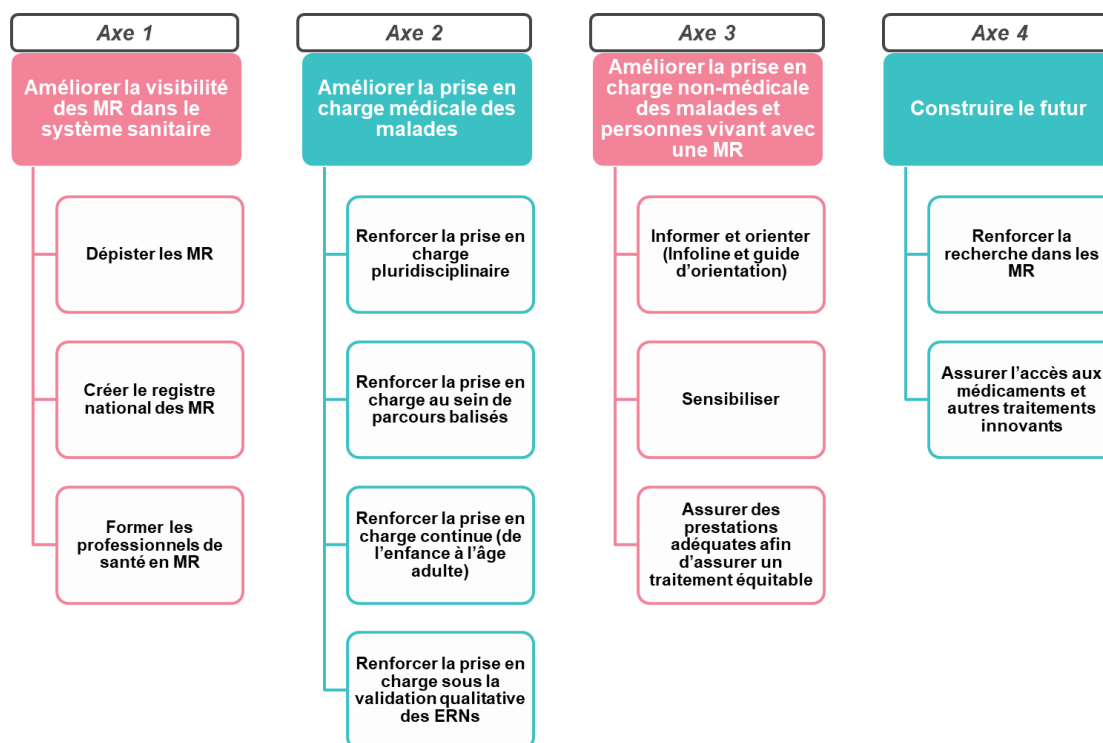 Axe 1
Améliorer la visibilité
des MR dans le
système sanitaire
Dépister les MR
Créer le registre
national des MR
Former les
professionnels de
santé en MR
Axe 2
Améliorer la prise en
charge médicale des
malades
Renforcer la prise en
charge
pluridisciplinaire
Renforcer la prise en
charge au sein de
parcours balisés
Renforcer la prise en
charge continue (de
l'enfance à l'âge
adulte)
Renforcer la prise en
charge sous la
validation qualitative
des ERNs
Axe 3
Améliorer la prise en
charge non-médicale
des malades et
personnes vivant avec
une MR
Informer et orienter
(Infoline et guide
d'orientation)
Sensibiliser
Assurer des
prestations
adéquates afin
d'assurer un
traitement équitable
Axe 4
Construire le futur
Renforcer la
recherche dans les
MR
Assurer l'accès aux
médicaments et
autres traitements
innovants